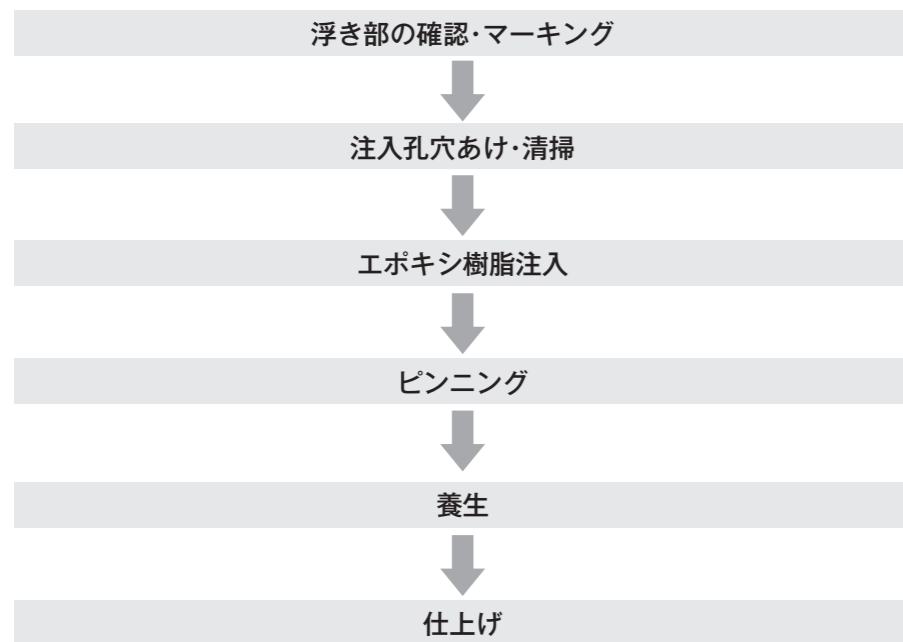 浮き部の確認・マーキング
注入孔穴あけ・清掃
エポキシ樹脂注入
ピンニング
養生
仕上げ